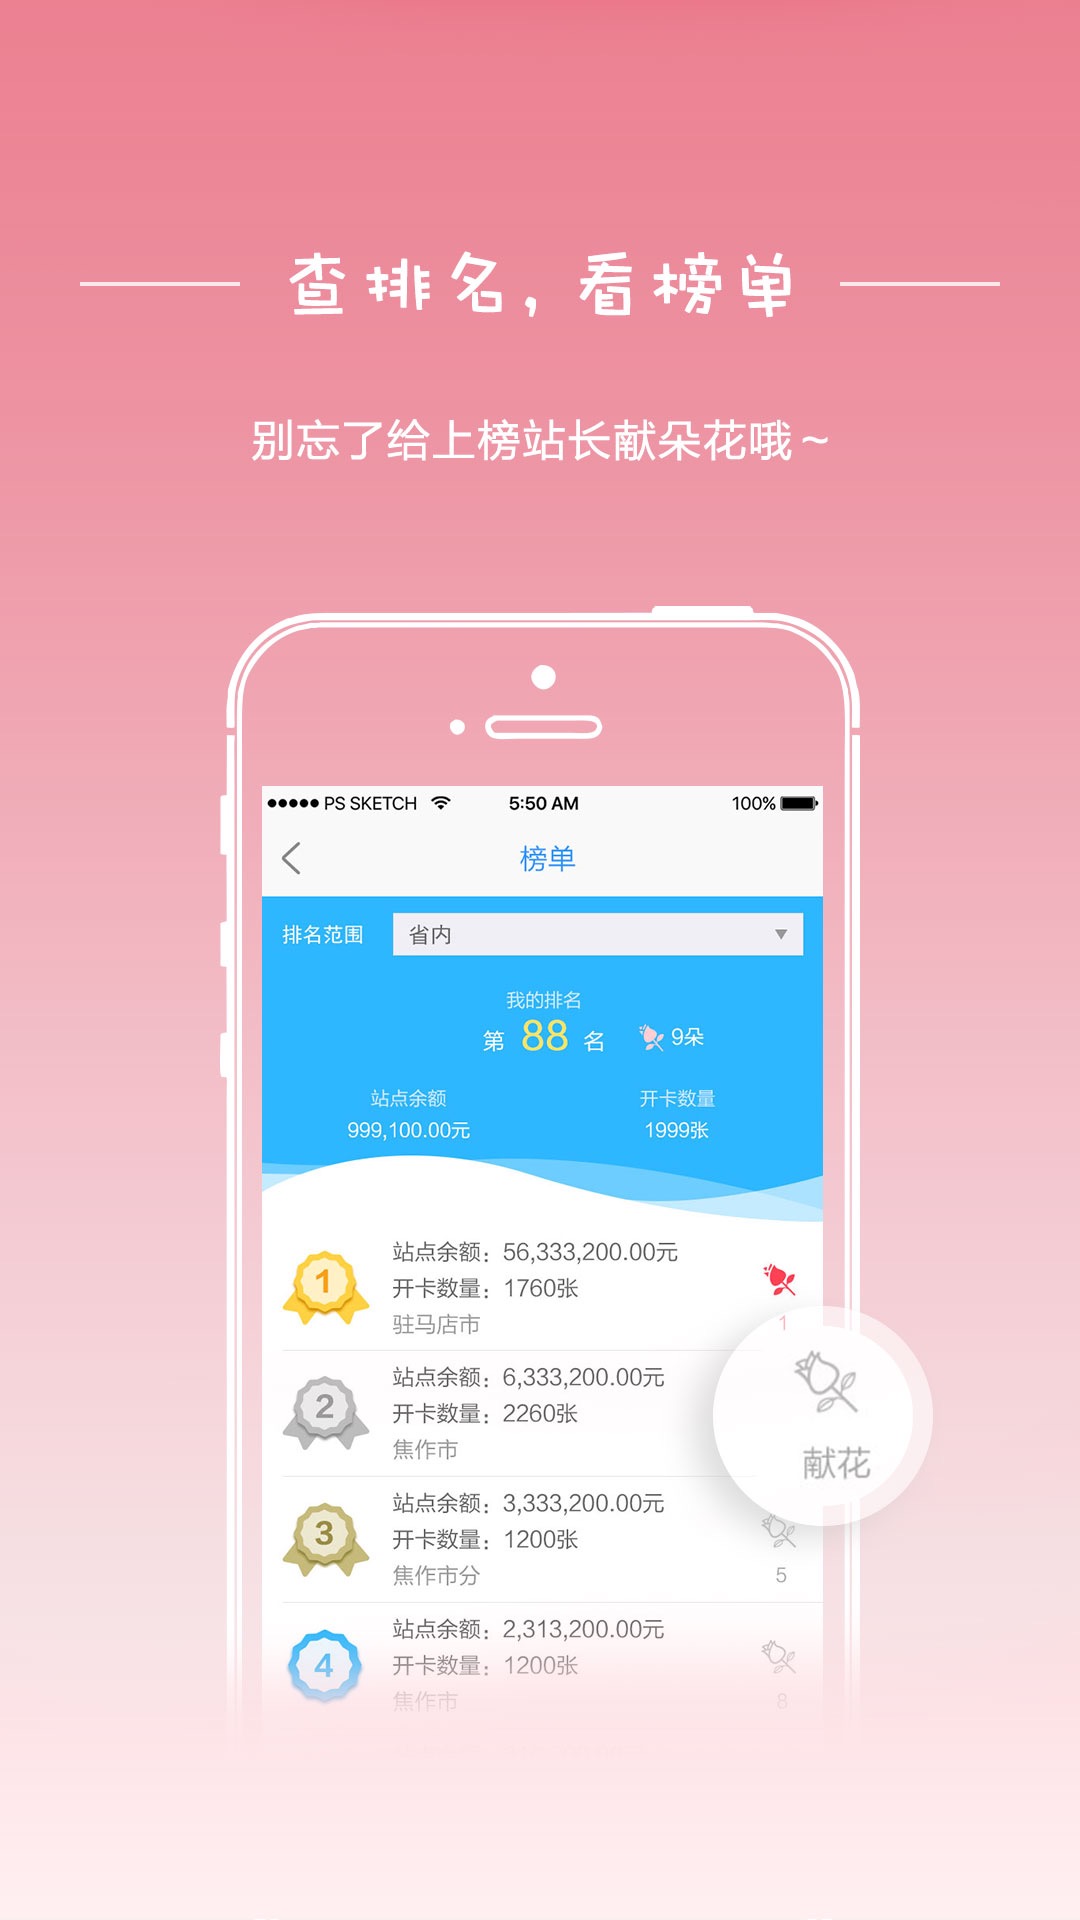 查排名，看榜单
别忘了给上榜站长献朵花哦～
PS SKETCH 5:50 AM 100%
榜单
排名范围 省内
我的排名
第 88 名 9朵
站点余额 开卡数量
999,100.00元 1999张
1
站点余额：56,333,200.00元
开卡数量：1760张
驻马店市
1
2
站点余额：6,333,200.00元
开卡数量：2260张
焦作市
献花
3
站点余额：3,333,200.00元
开卡数量：1200张
焦作市分
5
4
站点余额：2,313,200.00元
开卡数量：1200张
焦作市
8